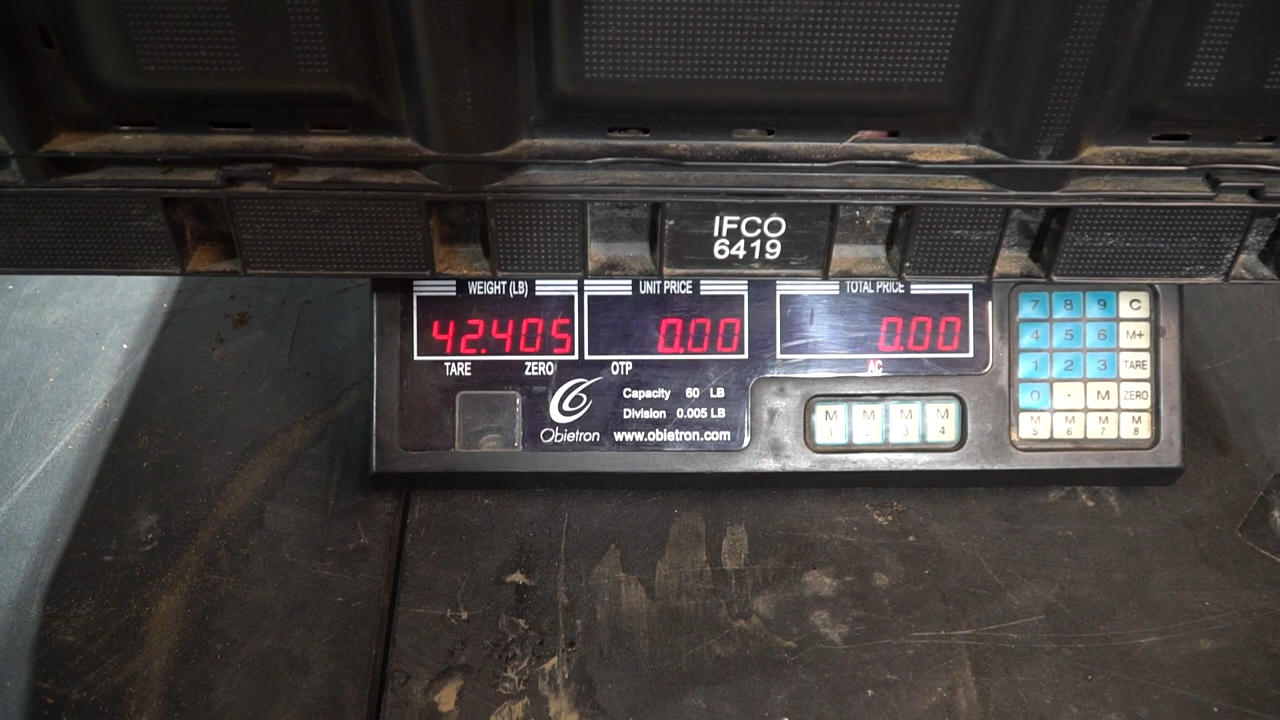 IFCO
6419
WEIGHT (LB)
UNIT PRICE
TOTAL PRICE
42.405
0.00
0.00
TARE
ZERO
OTP
AC
Capacity 60 LB
Division 0.005 LB
Obietron
www.obietron.com
M 1
M 2
M 3
M 4
7 8 9 C
4 5 6 M+
1 2 3 TARE
0 · M ZERO
M 5
M 6
M 7
M 8